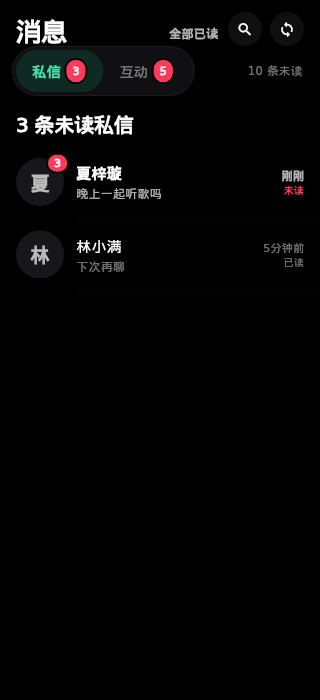 消息
全部已读
私信 3 互动 5 10 条未读
3 条未读私信
夏 3 夏梓璇 刚刚
晚上一起听歌吗 未读
林 林小满 5分钟前
下次再聊 已读